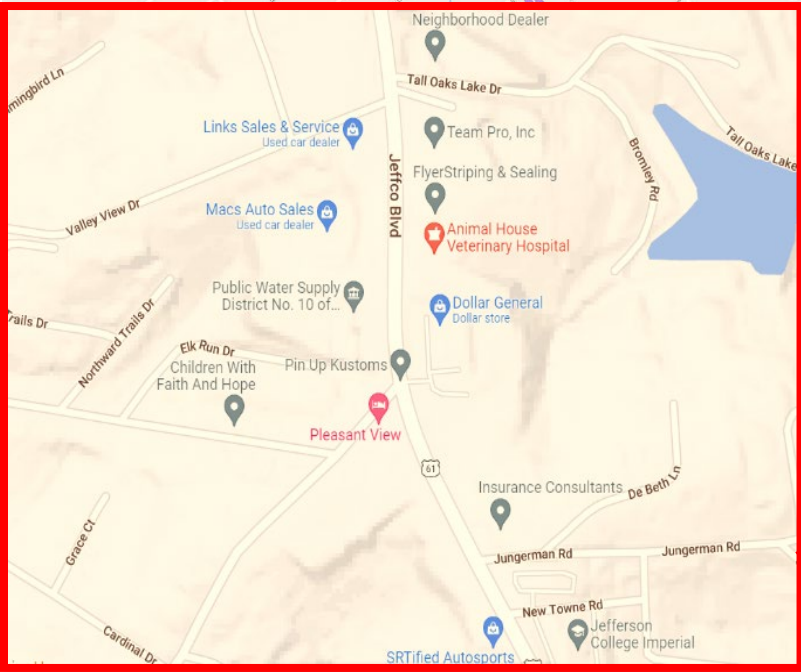 Neighborhood Dealer
Tall Oaks Lake Dr
Links Sales & Service
Used car dealer
Team Pro, Inc
Tall Oaks Lake
Bromley Rd
Jeffco Blvd
FlyerStriping & Sealing
Valley View Dr
Macs Auto Sales
Used car dealer
Animal House
Veterinary Hospital
Public Water Supply
District No. 10 of...
Dollar General
Dollar store
Northward Trails Dr
Elk Run Dr
Pin Up Kustoms
Children With
Faith And Hope
Pleasant View
61
Insurance Consultants
De Beth Ln
Grace Ct
Jungerman Rd
Jungerman Rd
New Towne Rd
Cardinal Dr
Jefferson
College Imperial
SRTified Autosports